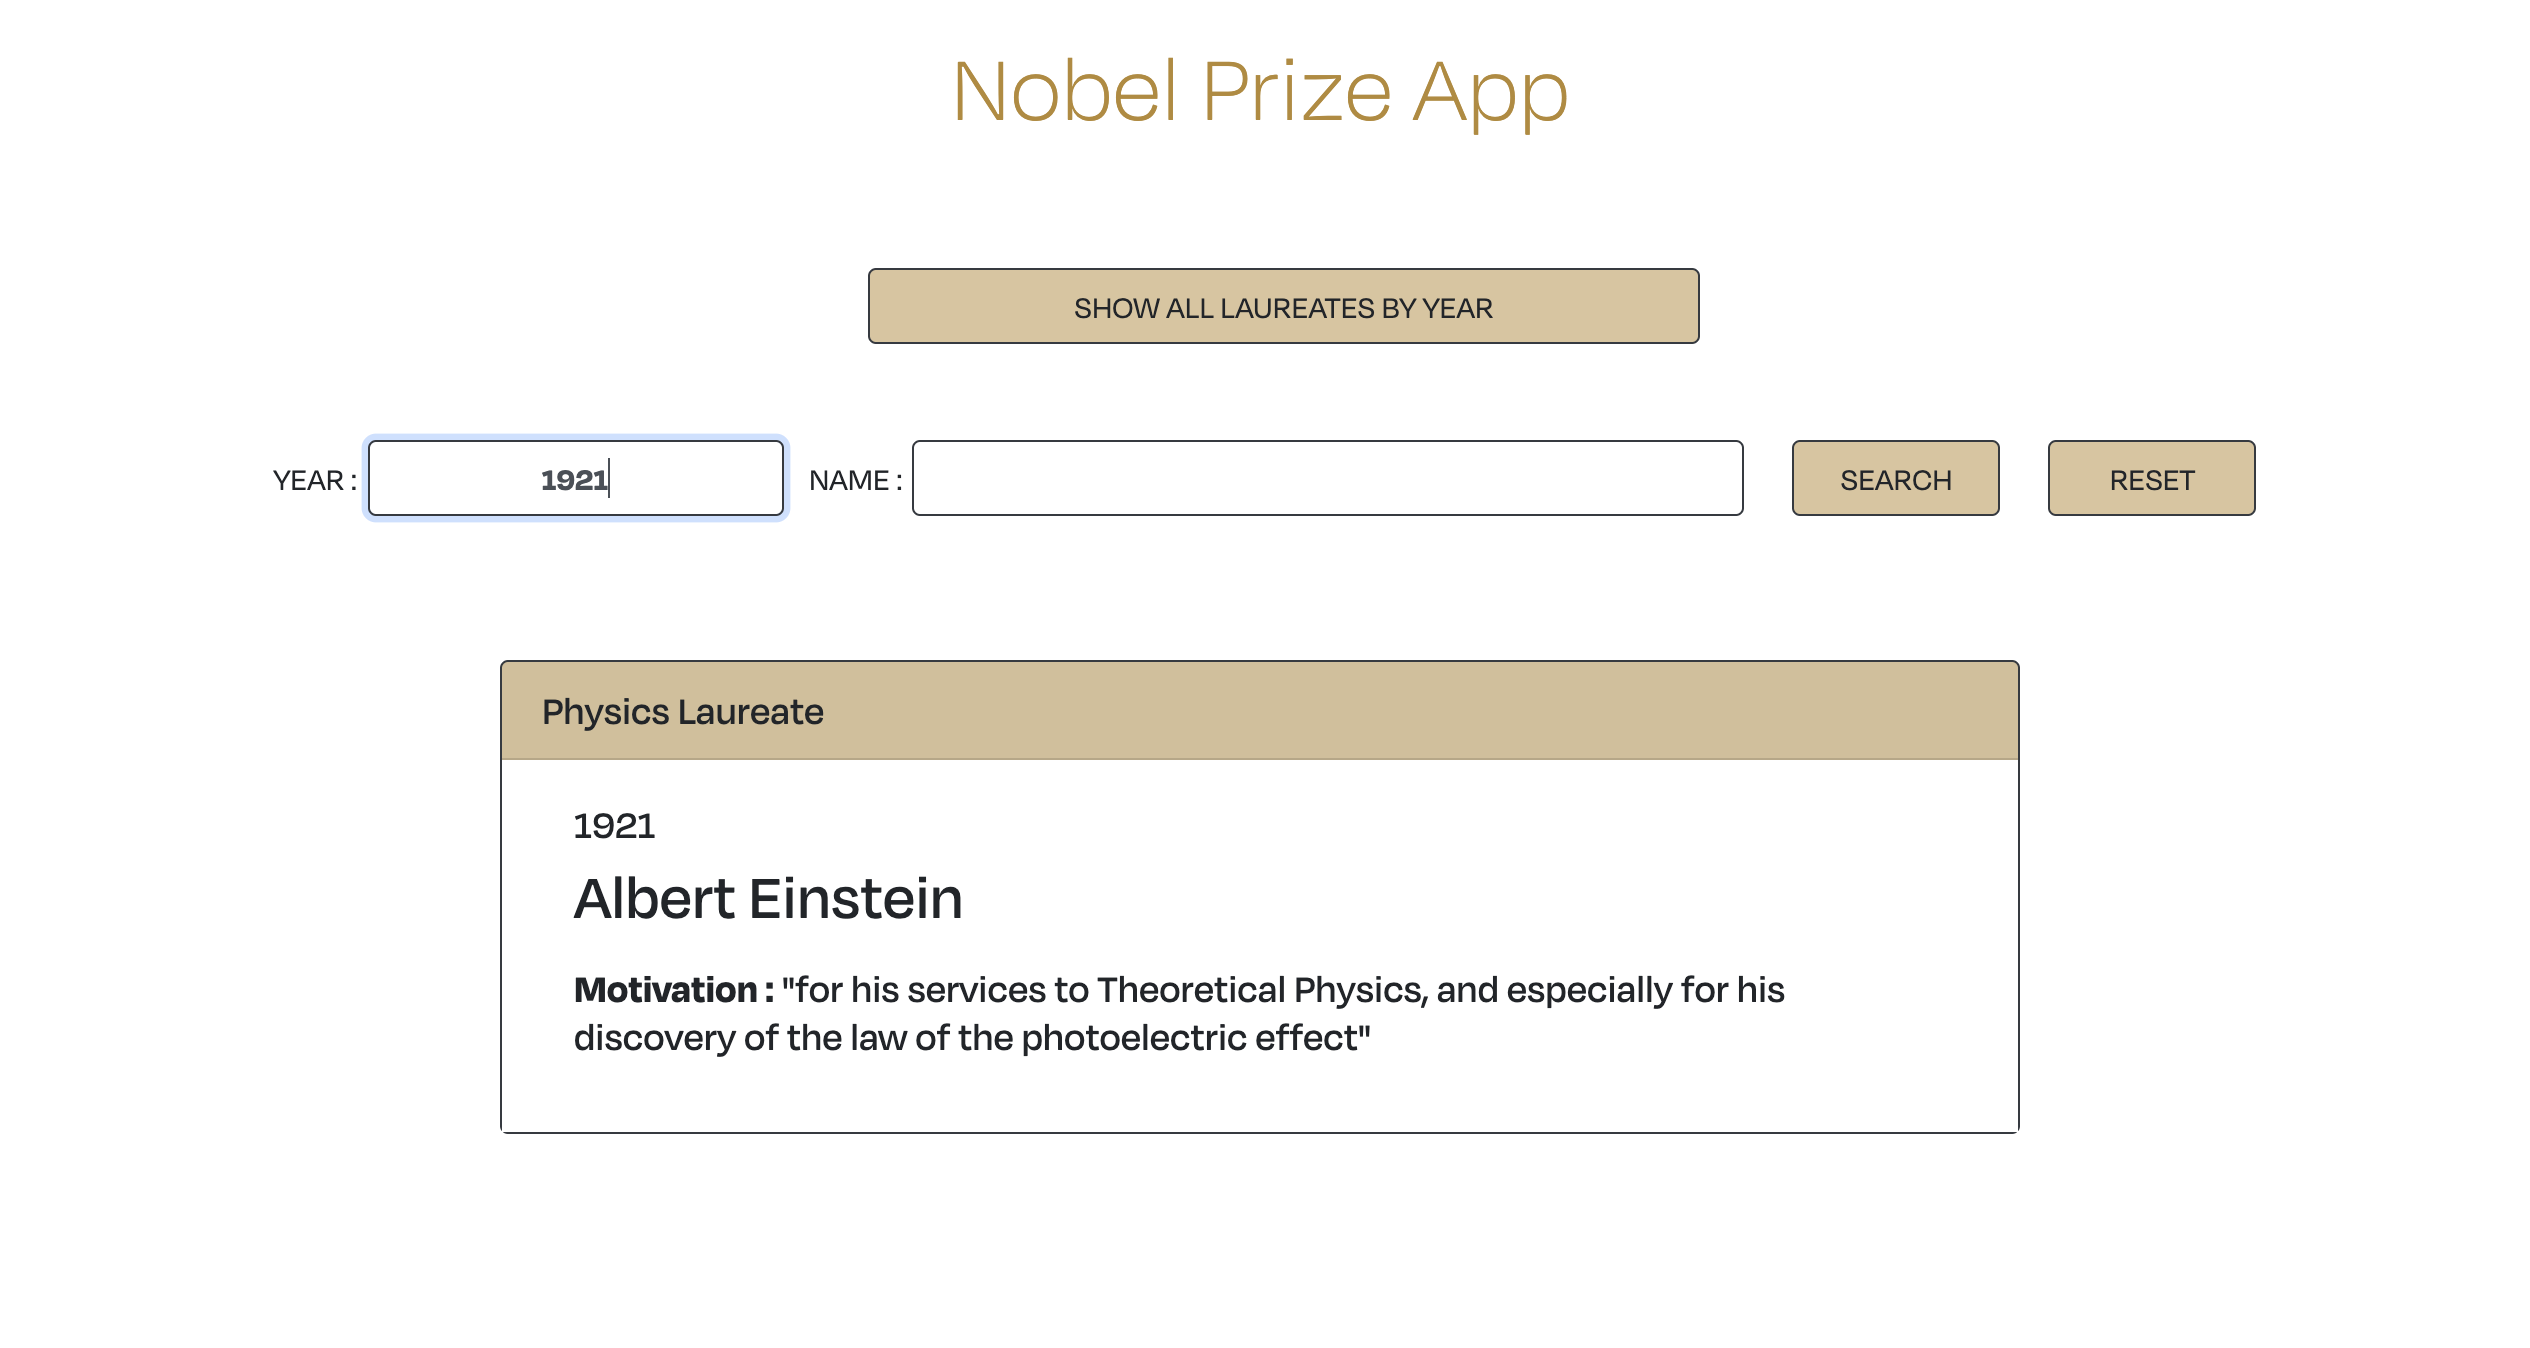 Nobel Prize App
SHOW ALL LAUREATES BY YEAR
YEAR : 1921 NAME : SEARCH RESET
Physics Laureate
1921
Albert Einstein
Motivation : "for his services to Theoretical Physics, and especially for his
discovery of the law of the photoelectric effect"